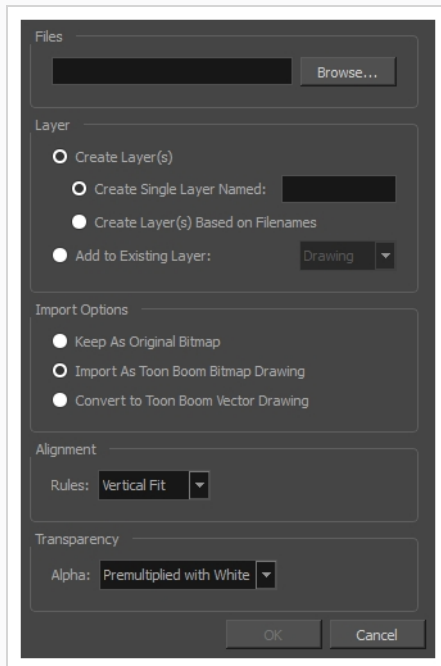 Files
Browse...
Layer
Create Layer(s)
Create Single Layer Named:
Create Layer(s) Based on Filenames
Add to Existing Layer: Drawing
Import Options
Keep As Original Bitmap
Import As Toon Boom Bitmap Drawing
Convert to Toon Boom Vector Drawing
Alignment
Rules: Vertical Fit
Transparency
Alpha: Premultiplied with White
OK Cancel